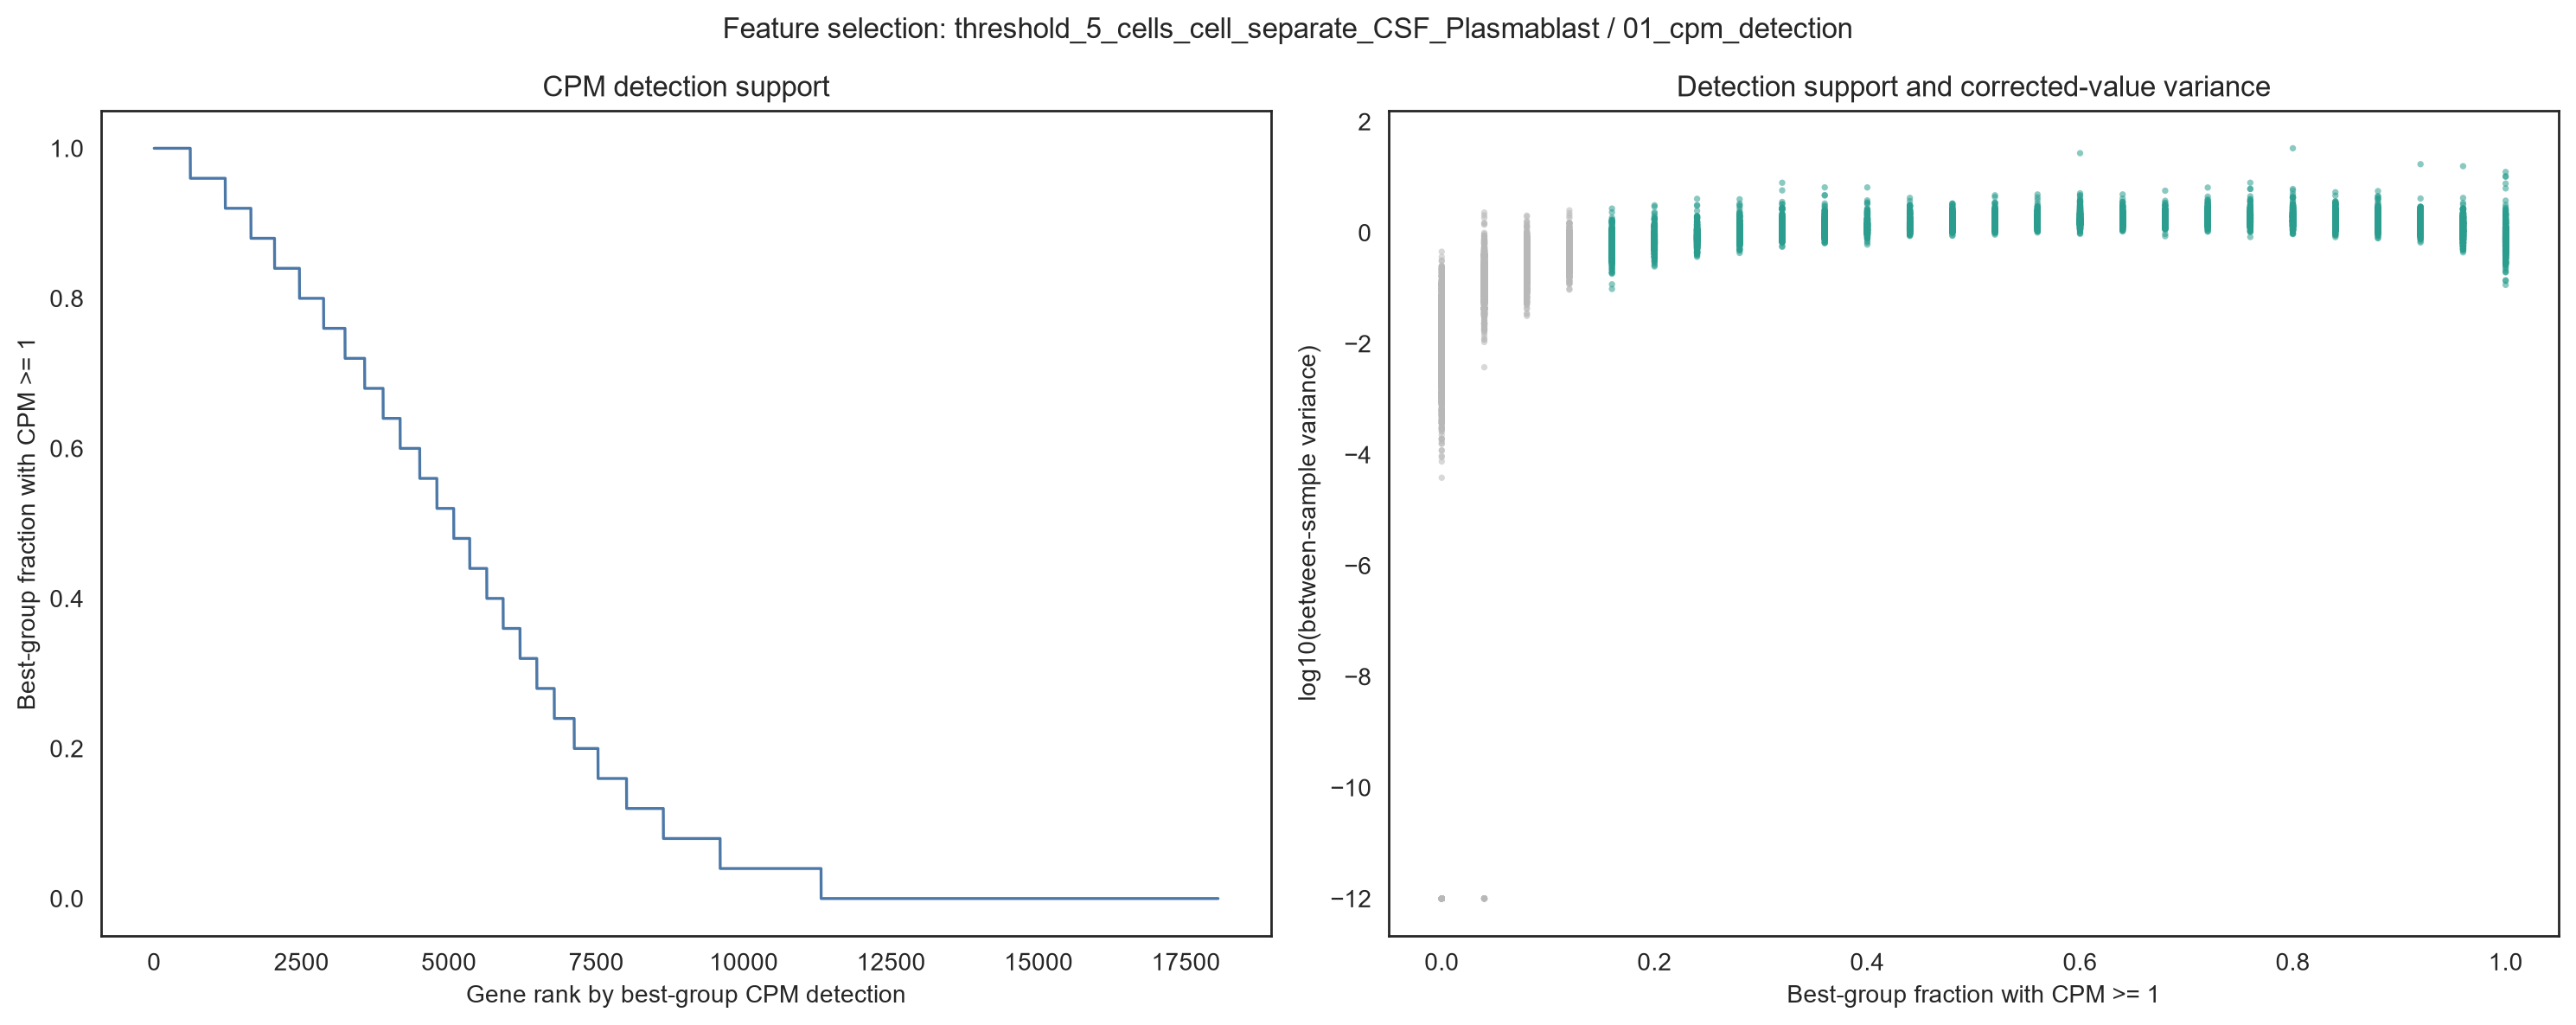 Feature selection: threshold_5_cells_cell_separate_CSF_Plasmablast / 01_cpm_detection
CPM detection support
Best-group fraction with CPM >= 1
1.0
0.8
0.6
0.4
0.2
0.0
0 2500 5000 7500 10000 12500 15000 17500
Gene rank by best-group CPM detection
Detection support and corrected-value variance
log10(between-sample variance)
2
0
−2
−4
−6
−8
−10
−12
0.0 0.2 0.4 0.6 0.8 1.0
Best-group fraction with CPM >= 1